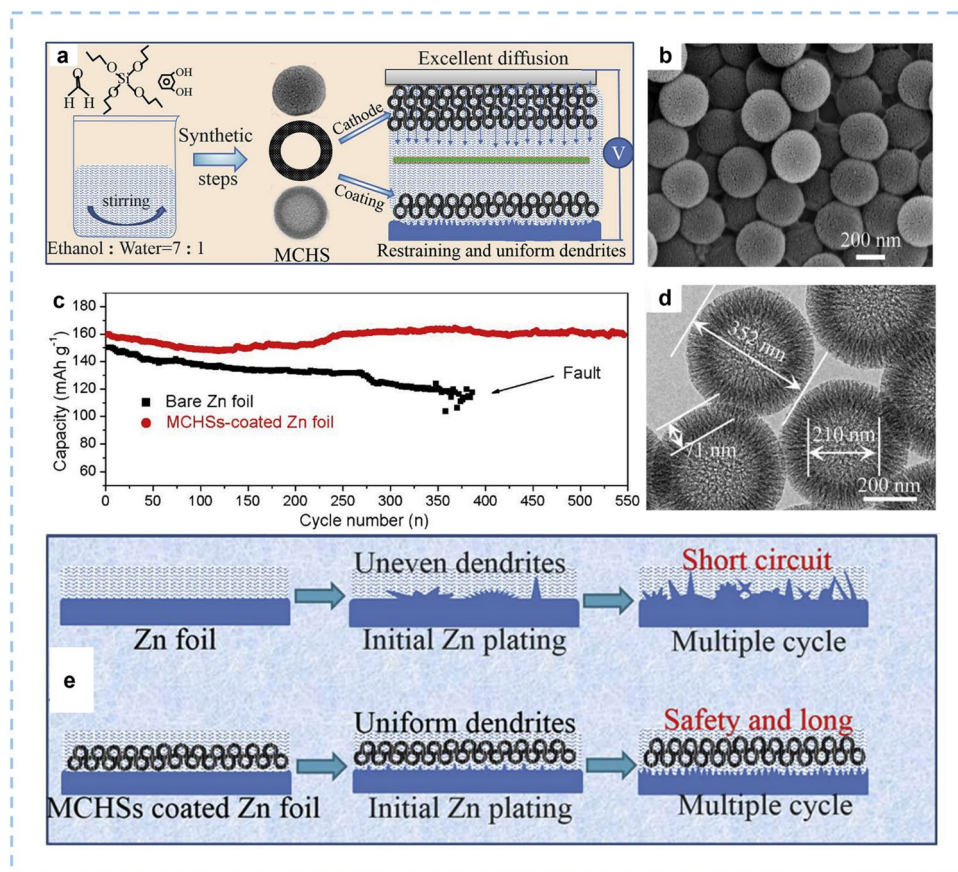 a
O
H H
O
O Si O
O
OH
OH
stirring
Ethanol : Water=7 : 1
Synthetic
steps
MCHS
Cathode
Coating
Excellent diffusion
V
Restraining and uniform dendrites
b
200 nm
c
Capacity (mAh g⁻¹)
180
160
140
120
100
80
60
Bare Zn foil
MCHSs-coated Zn foil
Fault
0 50 100 150 200 250 300 350 400 450 500 550
Cycle number (n)
d
352 nm
71 nm
210 nm
200 nm
Uneven dendrites
Short circuit
Zn foil
Initial Zn plating
Multiple cycle
e
Uniform dendrites
Safety and long
MCHSs coated Zn foil
Initial Zn plating
Multiple cycle